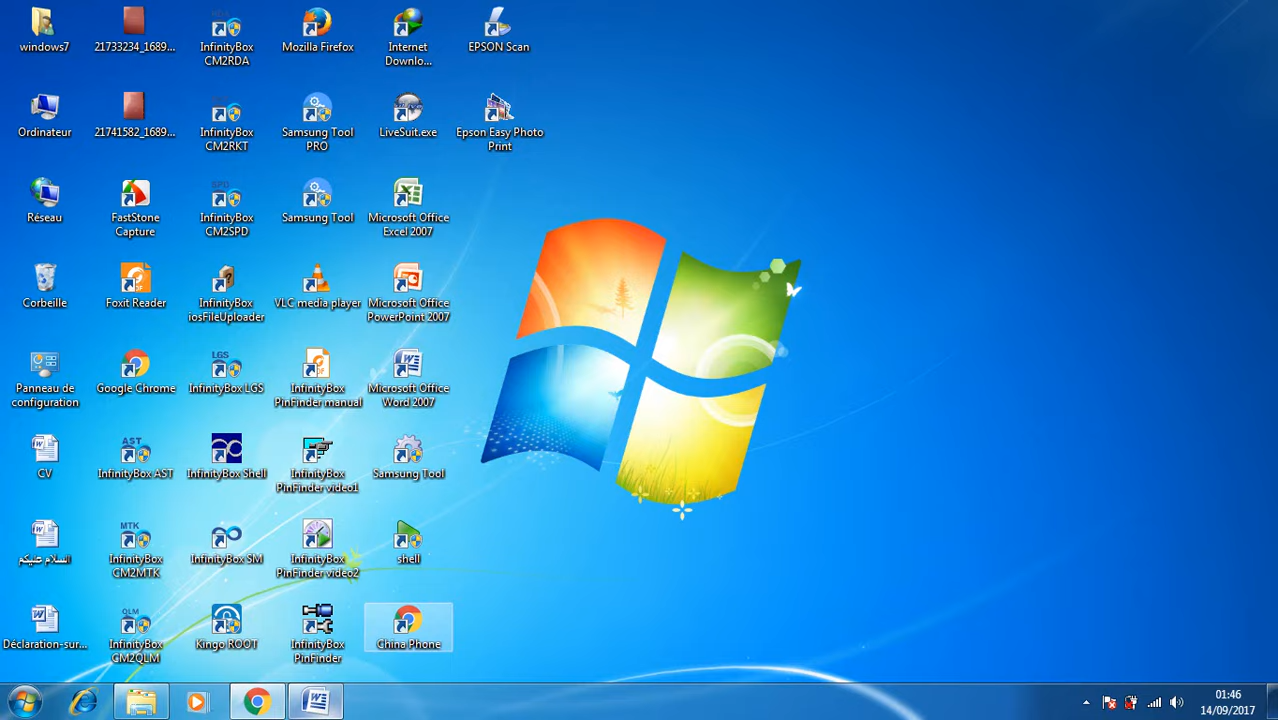 windows7
21733234_1689...
InfinityBox
CM2RDA
Mozilla Firefox
Internet
Downlo...
EPSON Scan
Ordinateur
21741582_1689...
InfinityBox
CM2RKT
Samsung Tool
PRO
LiveSuit.exe
Epson Easy Photo
Print
Réseau
FastStone
Capture
SPD
InfinityBox
CM2SPD
Samsung Tool
Microsoft Office
Excel 2007
Corbeille
Foxit Reader
InfinityBox
iosFileUploader
VLC media player
Microsoft Office
PowerPoint 2007
Panneau de
configuration
Google Chrome
LGS
InfinityBox LGS
InfinityBox
PinFinder manual
Microsoft Office
Word 2007
CV
AST
InfinityBox AST
InfinityBox Shell
InfinityBox
PinFinder video1
Samsung Tool
السلام عليكم
MTK
InfinityBox
CM2MTK
InfinityBox SM
InfinityBox
PinFinder video2
shell
Déclaration-sur...
QLM
InfinityBox
CM2QLM
Kingo ROOT
InfinityBox
PinFinder
China Phone
01:46
14/09/2017